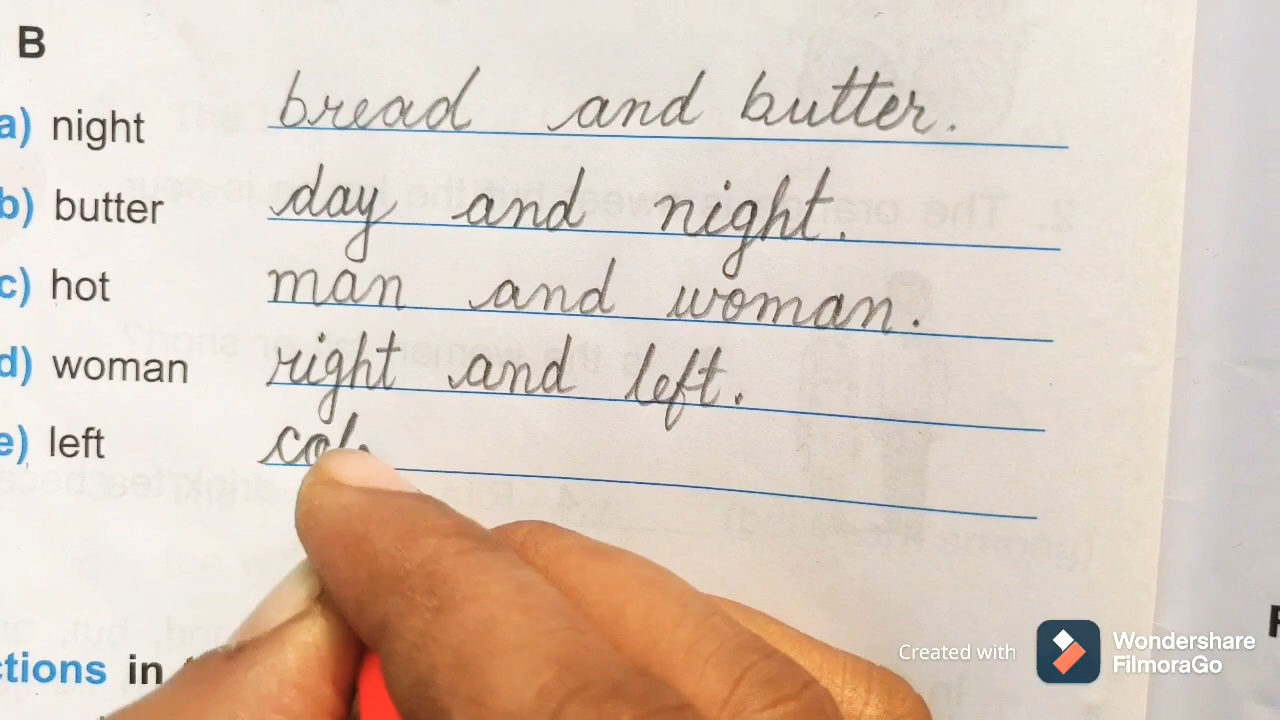 B
a) night bread and butter.
b) butter day and night.
c) hot man and woman.
d) woman right and left.
e) left
ctions in
Created with Wondershare FilmoraGo